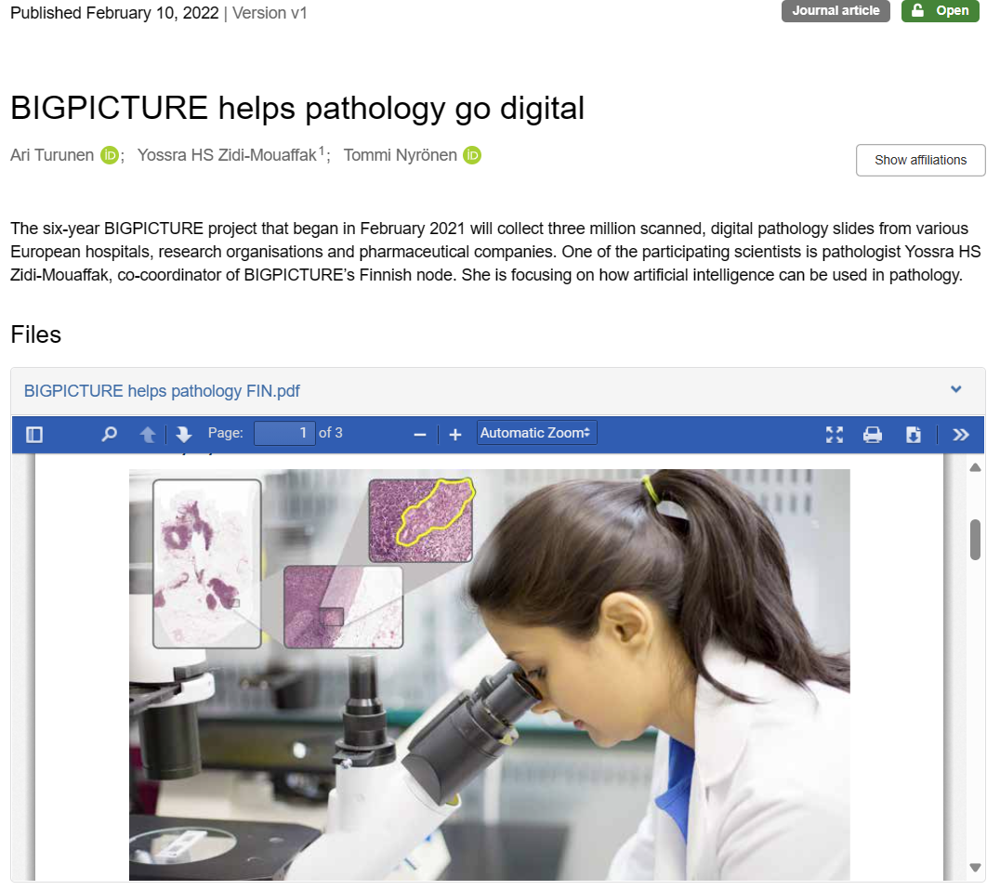 Published February 10, 2022 | Version v1
Journal article
Open
BIGPICTURE helps pathology go digital
Ari Turunen iD; Yossra HS Zidi-Mouaffak1; Tommi Nyrönen iD
Show affiliations
The six-year BIGPICTURE project that began in February 2021 will collect three million scanned, digital pathology slides from various
European hospitals, research organisations and pharmaceutical companies. One of the participating scientists is pathologist Yossra HS
Zidi-Mouaffak, co-coordinator of BIGPICTURE's Finnish node. She is focusing on how artificial intelligence can be used in pathology.
Files
BIGPICTURE helps pathology FIN.pdf
Page: 1 of 3
Automatic Zoom